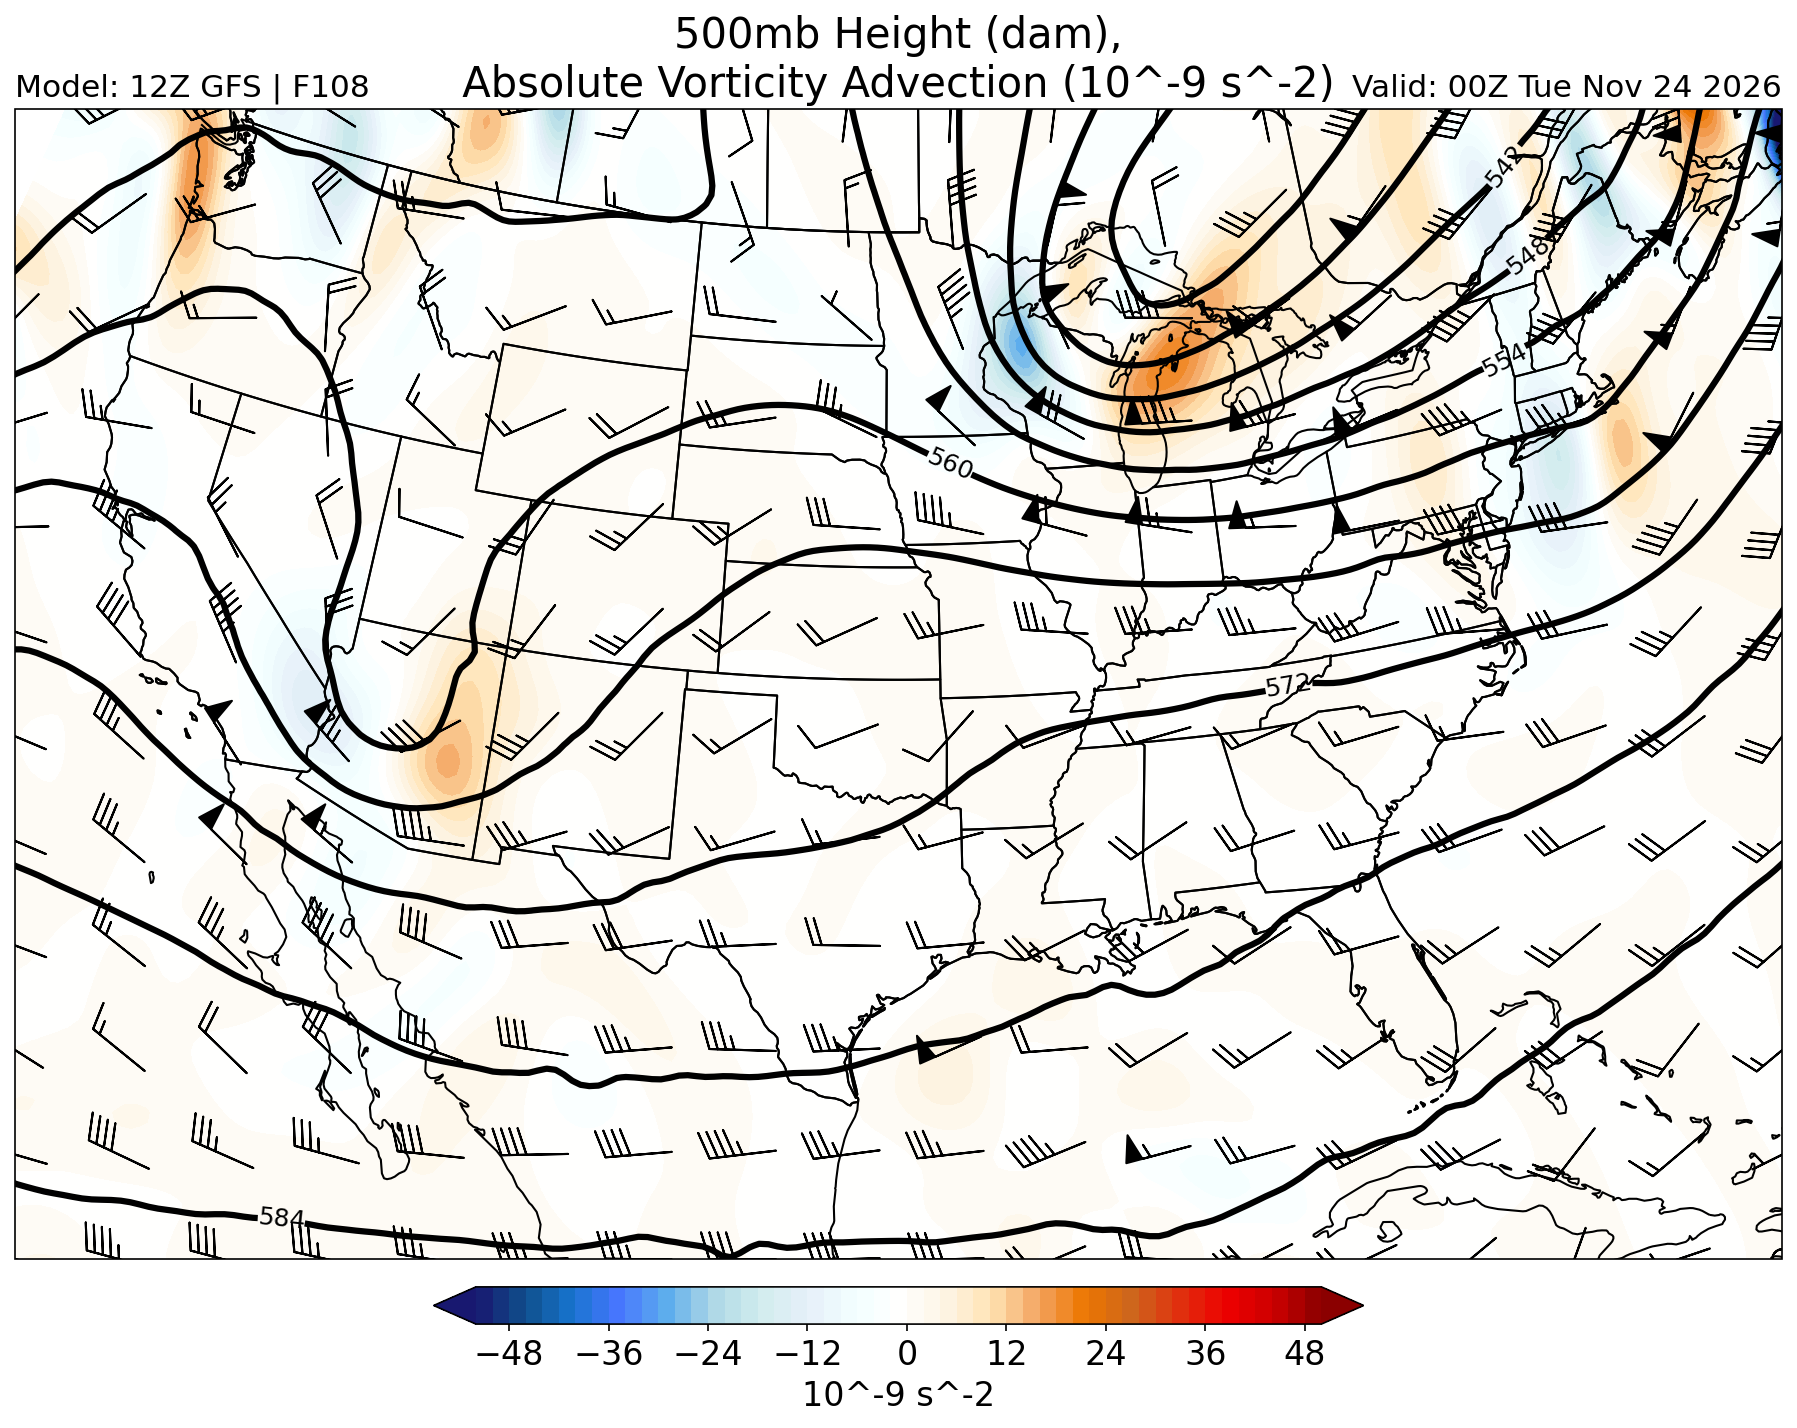 500mb Height (dam),
Model: 12Z GFS | F108
Absolute Vorticity Advection (10^-9 s^-2)
Valid: 00Z Tue Nov 24 2026
542
548
554
560
572
584
−48 −36 −24 −12 0 12 24 36 48
10^-9 s^-2